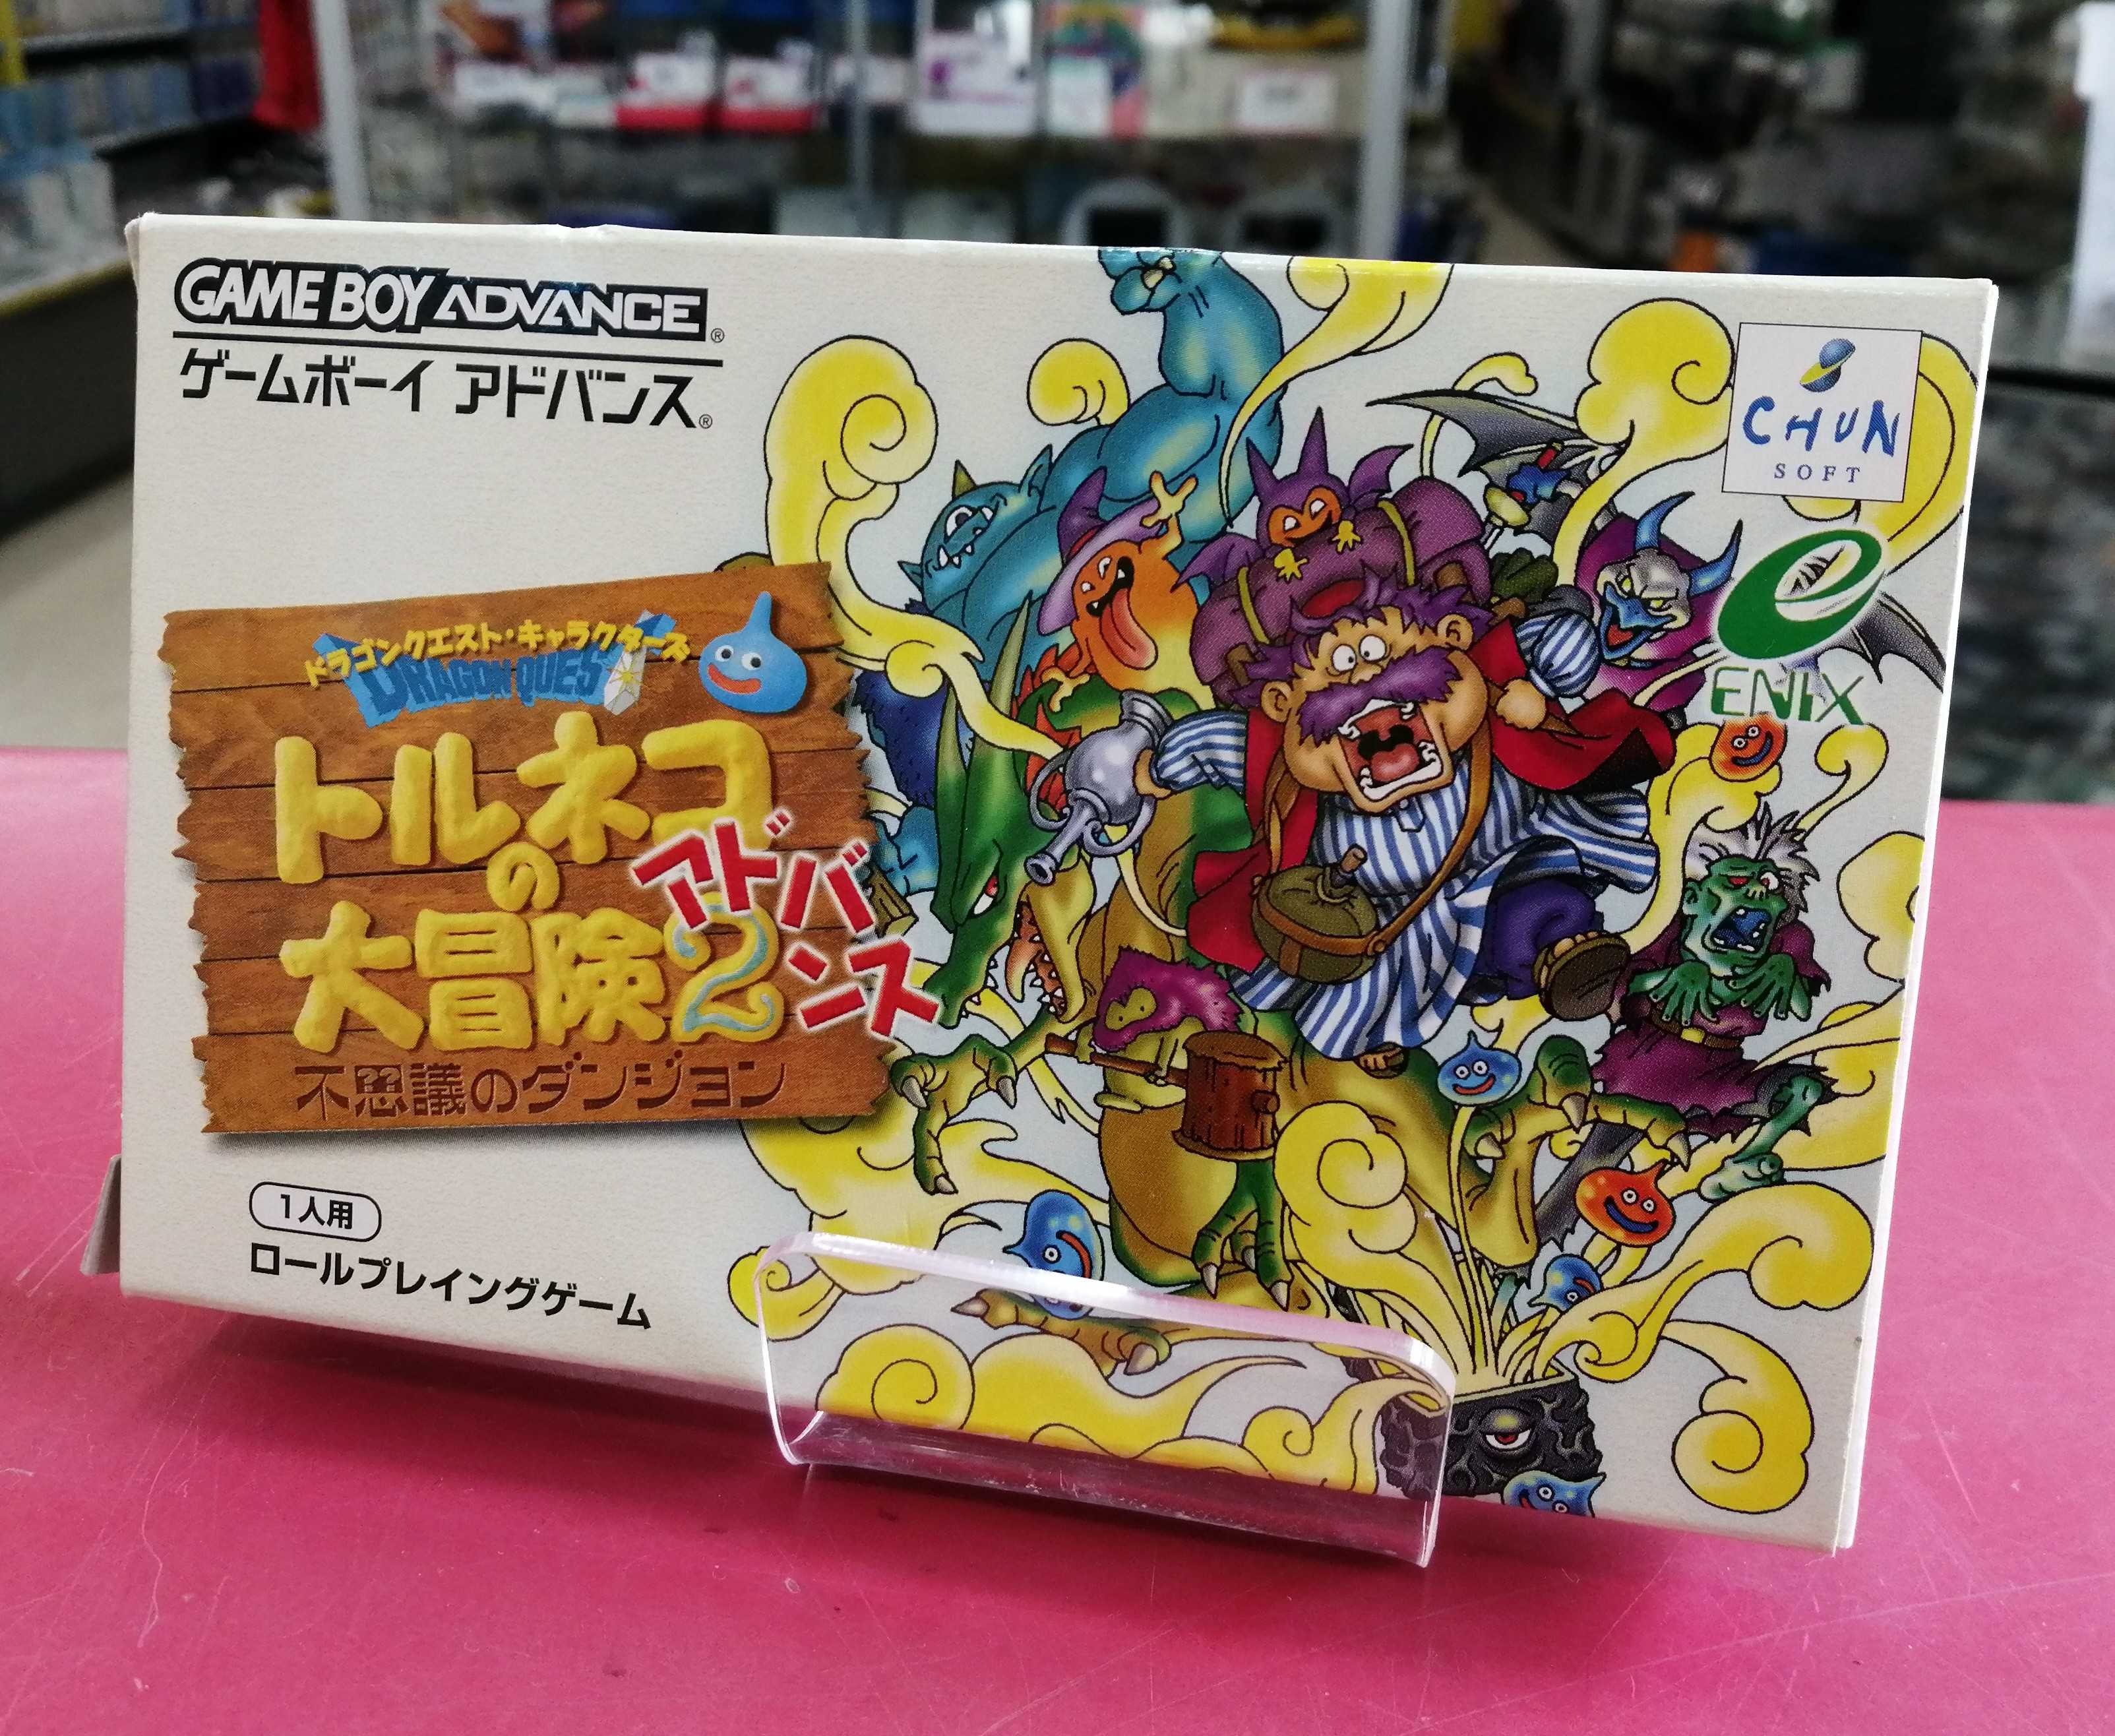 GAME BOY ADVANCE®
ゲームボーイ アドバンス®
CHUN
SOFT
ENIX
ドラゴンクエスト・キャラクターズ
DRAGON QUEST
トルネコ
の
大冒険2
アドバンス
不思議のダンジョン
1人用
ロールプレイングゲーム